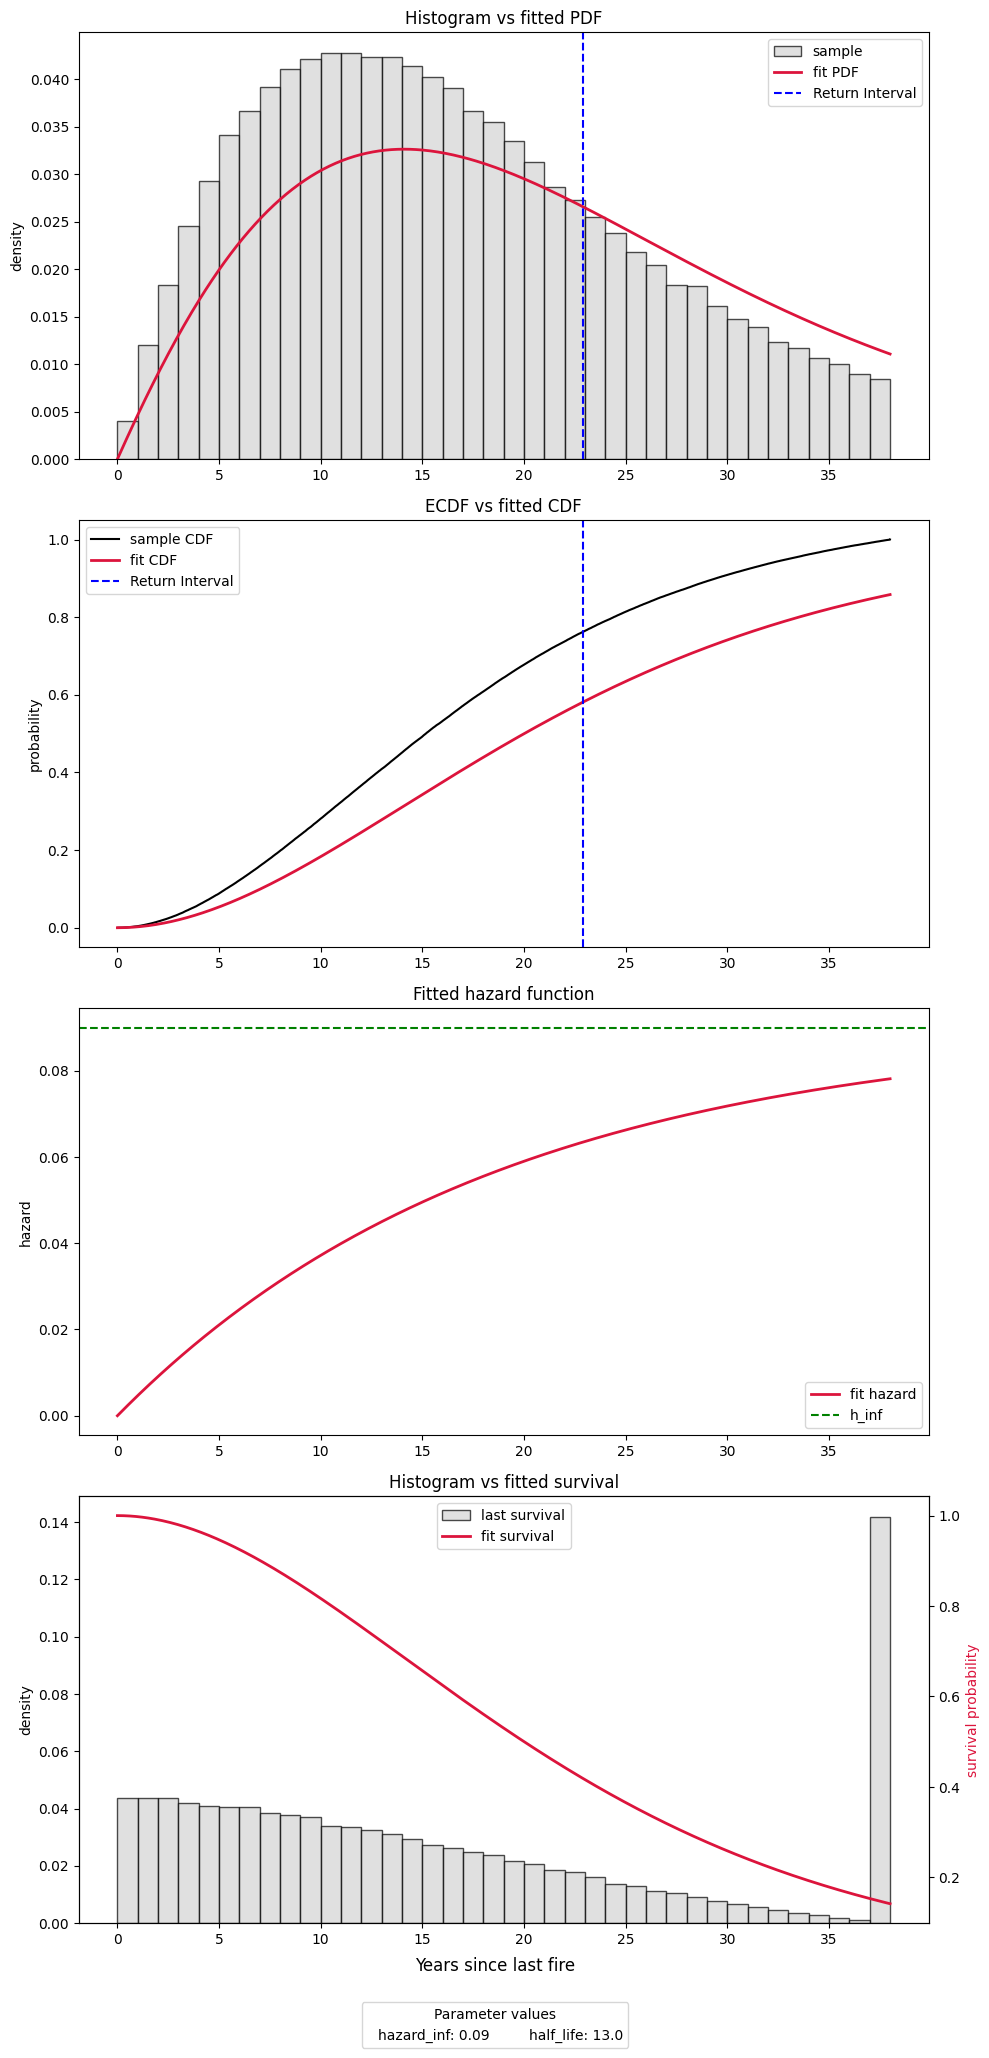 Histogram vs fitted PDF
sample
fit PDF
Return Interval
density
0.040
0.035
0.030
0.025
0.020
0.015
0.010
0.005
0.000
0 5 10 15 20 25 30 35
ECDF vs fitted CDF
sample CDF
fit CDF
Return Interval
probability
1.0
0.8
0.6
0.4
0.2
0.0
0 5 10 15 20 25 30 35
Fitted hazard function
hazard
0.08
0.06
0.04
0.02
0.00
fit hazard
h_inf
0 5 10 15 20 25 30 35
Histogram vs fitted survival
last survival
fit survival
density
0.14
0.12
0.10
0.08
0.06
0.04
0.02
0.00
1.0
0.8
0.6
0.4
0.2
survival probability
0 5 10 15 20 25 30 35
Years since last fire
Parameter values
hazard_inf: 0.09 half_life: 13.0